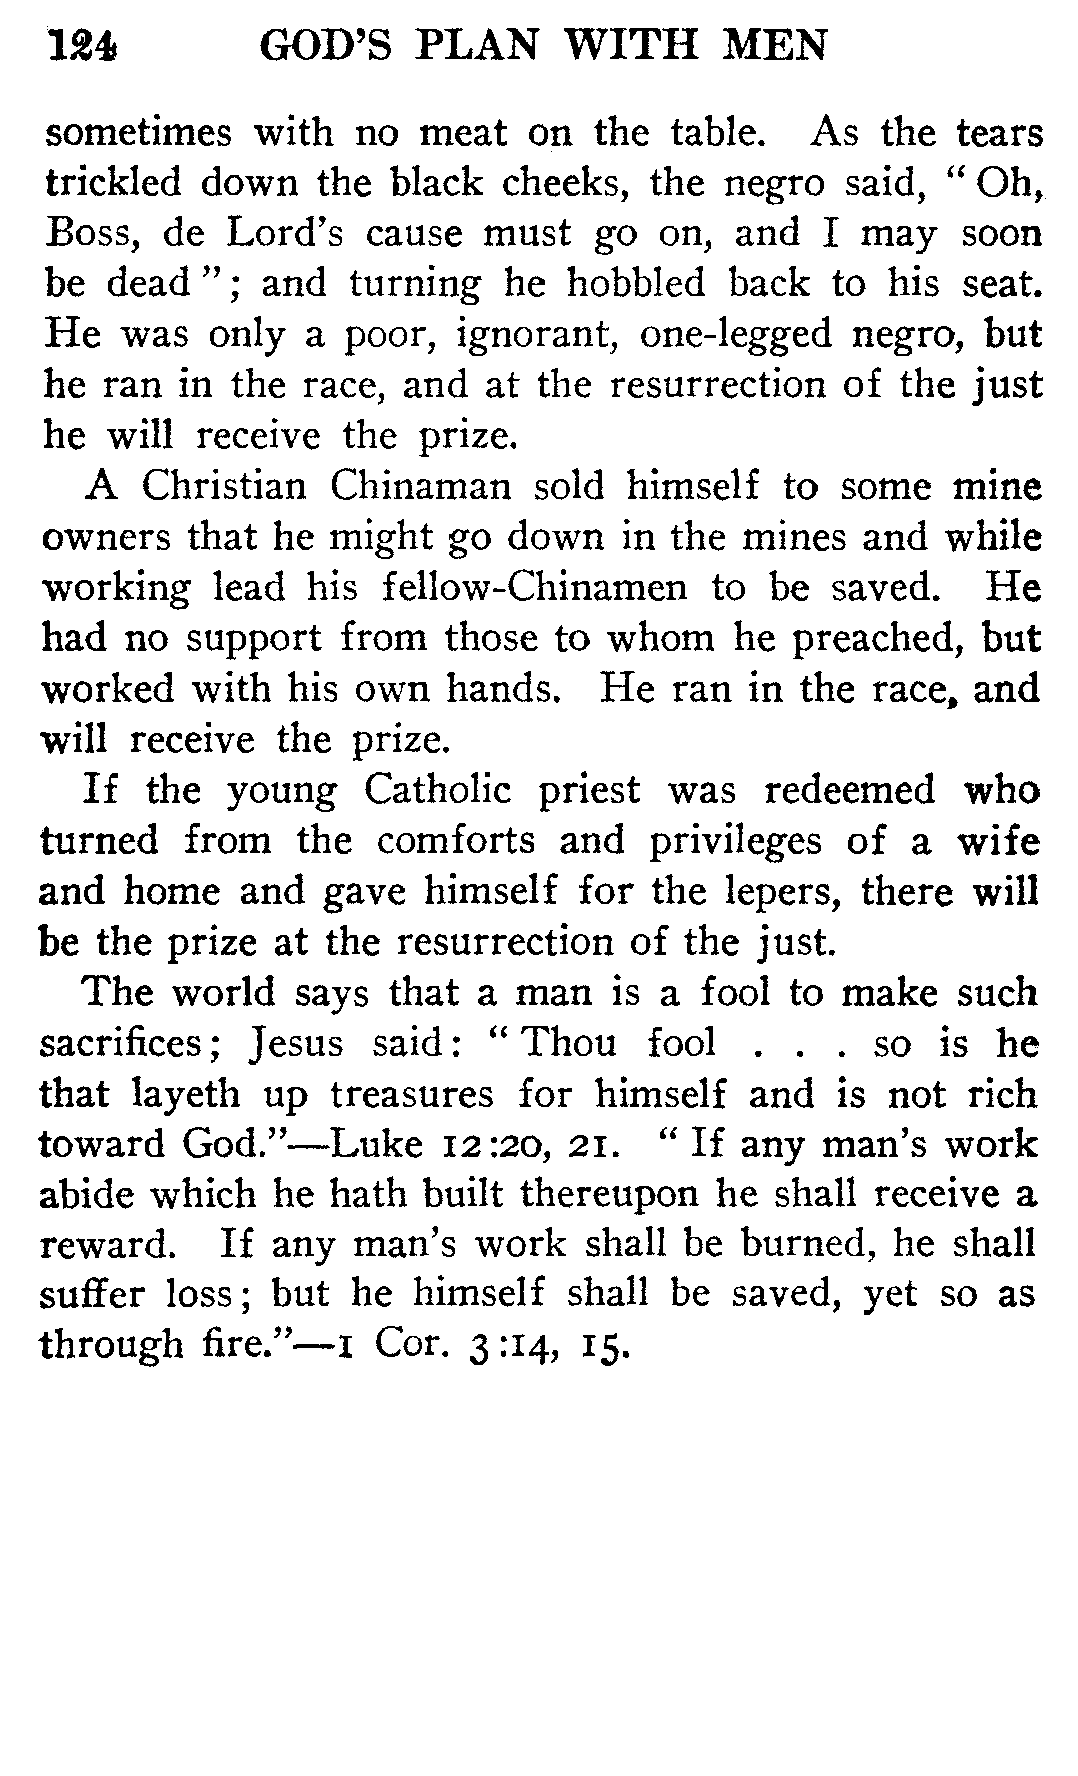 124 GOD'S PLAN WITH MEN
sometimes with no meat on the table. As the tears
trickled down the black cheeks, the negro said, “ Oh,
Boss, de Lord’s cause must go on, and I may soon
be dead ” ; and turning he hobbled back to his seat.
He was only a poor, ignorant, one-legged negro, but
he ran in the race, and at the resurrection of the just
he will receive the prize.
A Christian Chinaman sold himself to some mine
owners that he might go down in the mines and while
working lead his fellow-Chinamen to be saved. He
had no support from those to whom he preached, but
worked with his own hands. He ran in the race, and
will receive the prize.
If the young Catholic priest was redeemed who
turned from the comforts and privileges of a wife
and home and gave himself for the lepers, there will
be the prize at the resurrection of the just.
The world says that a man is a fool to make such
sacrifices; Jesus said: “ Thou fool . . . so is he
that layeth up treasures for himself and is not rich
toward God.”—Luke 12:20, 21. “ If any man’s work
abide which he hath built thereupon he shall receive a
reward. If any man’s work shall be burned, he shall
suffer loss; but he himself shall be saved, yet so as
through fire.”—1 Cor. 3:14, 15.